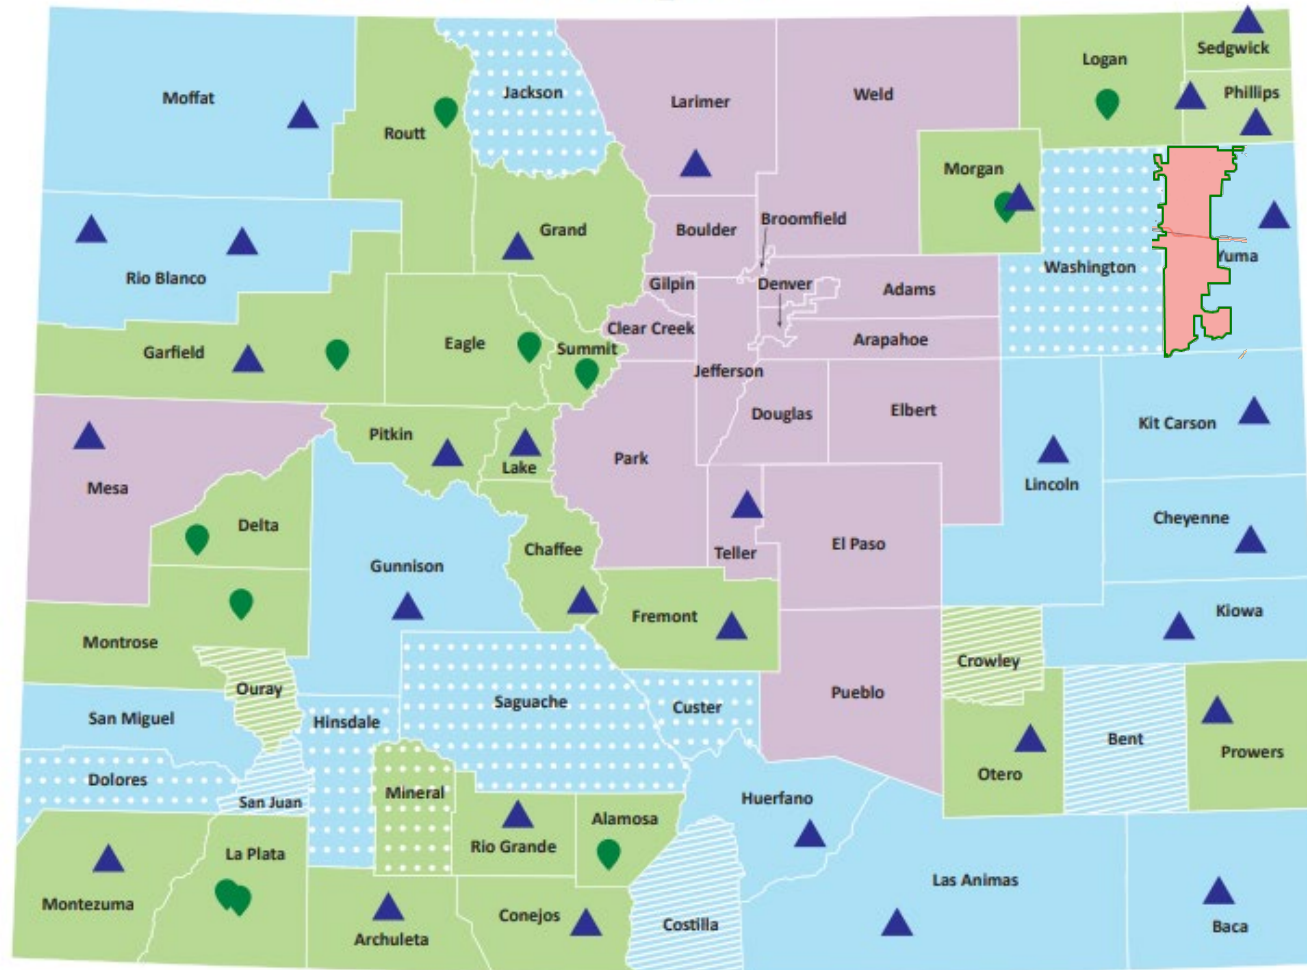 Sedgwick
Logan
Phillips
Moffat
Jackson
Larimer
Weld
Routt
Morgan
Broomfield
Grand
Boulder
Yuma
Washington
Rio Blanco
Gilpin
Denver
Adams
Clear Creek
Arapahoe
Garfield
Eagle
Summit
Jefferson
Douglas
Elbert
Kit Carson
Pitkin
Lake
Park
Lincoln
Mesa
Delta
Cheyenne
Chaffee
Teller
El Paso
Gunnison
Kiowa
Fremont
Montrose
Crowley
Ouray
Pueblo
San Miguel
Hinsdale
Saguache
Custer
Bent
Prowers
Otero
Dolores
San Juan
Mineral
Huerfano
Alamosa
Rio Grande
La Plata
Las Animas
Montezuma
Conejos
Costilla
Archuleta
Baca